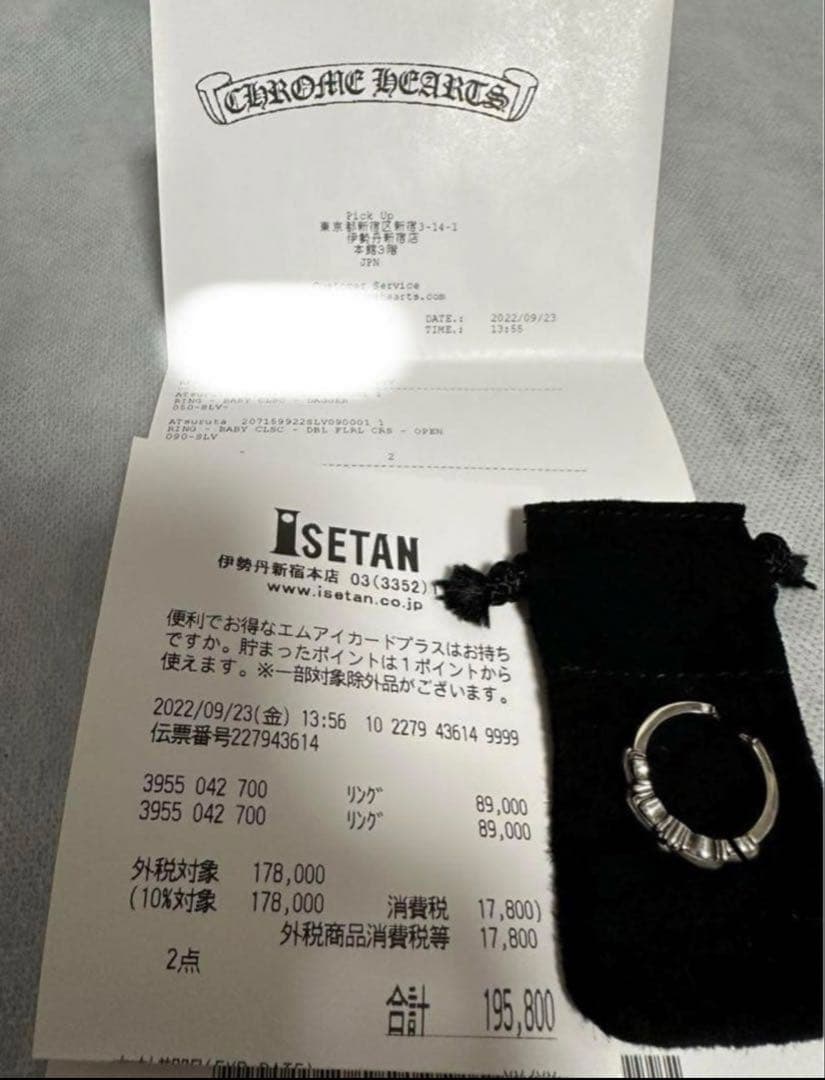 CHROME HEARTS
Pick Up
東京都新宿区新宿3-14-1
伊勢丹新宿店
本館3階
JPN
Customer Service
hearts.com
DATE.: 2022/09/23
TIME.: 13:55
RING - BABY CLSC - DAGGER
050-SLV-
ATsuruta 207159922SLV090001 1
RING - BABY CLSC - DBL FLRL CRS - OPEN
090-SLV
2
ISETAN
伊勢丹新宿本店 03(3352)1
www.isetan.co.jp
便利でお得なエムアイカードプラスはお持ち
ですか。貯まったポイントは1ポイントから
使えます。※一部対象除外品がございます。
2022/09/23(金) 13:56 10 2279 43614 9999
伝票番号227943614
3955 042 700 リング 89,000
3955 042 700 リング 89,000
外税対象 178,000
(10%対象 178,000 消費税 17,800)
外税商品消費税等 17,800
2点
合計 195,800